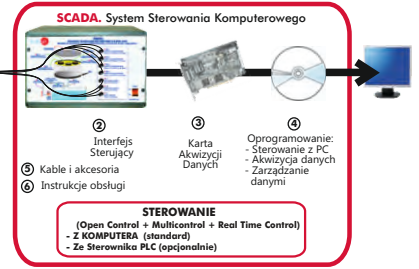 SCADA. System Sterowania Komputerowego
2
Interfejs
Sterujący
3
Karta
Akwizycji
Danych
4
Oprogramowanie:
- Sterowanie z PC
- Akwizycja danych
- Zarządzanie
danymi
5 Kable i akcesoria
6 Instrukcje obsługi
STEROWANIE
(Open Control + Multicontrol + Real Time Control)
- Z KOMPUTERA (standard)
- Ze Sterownika PLC (opcjonalnie)